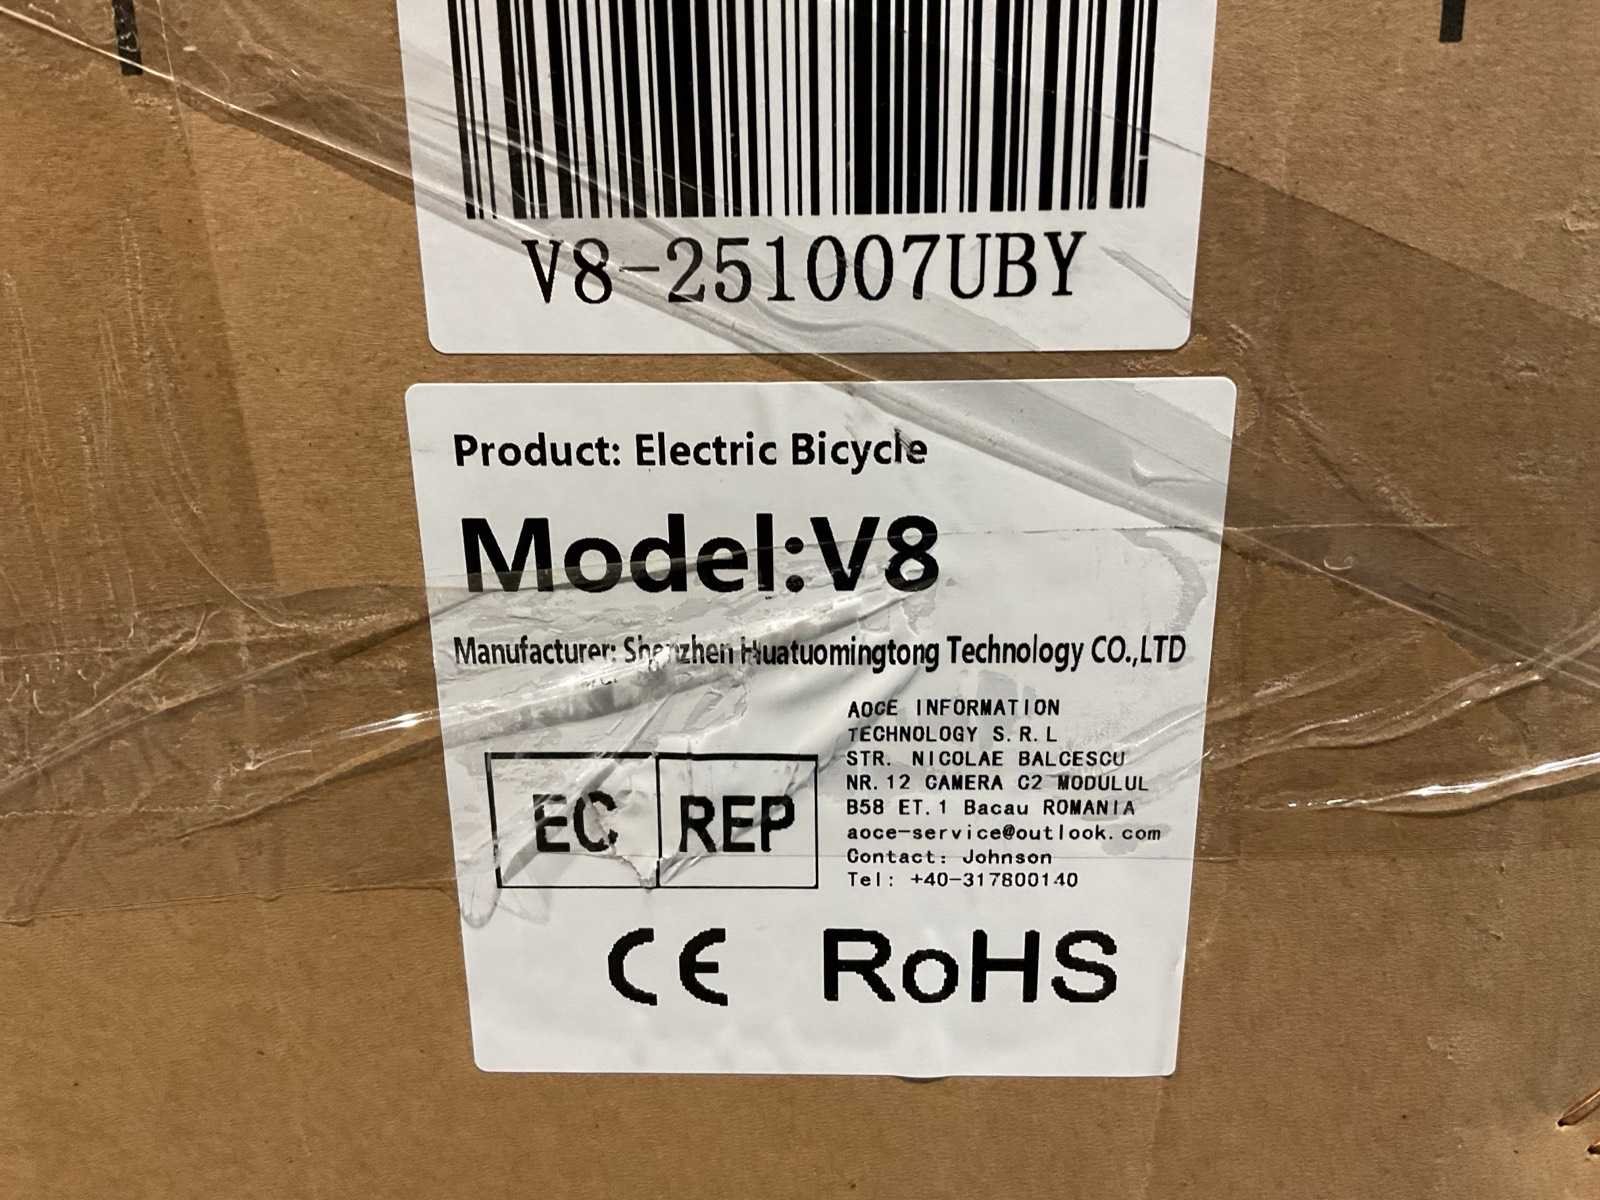 V8-251007UBY
Product: Electric Bicycle
Model:V8
Manufacturer: Shenzhen Huatuomingtong Technology CO.,LTD
EC REP
AOCE INFORMATION
TECHNOLOGY S.R.L
STR. NICOLAE BALCESCU
NR.12 CAMERA C2 MODULUL
B58 ET.1 Bacau ROMANIA
aoce-service@outlook.com
Contact: Johnson
Tel: +40-317800140
CE RoHS